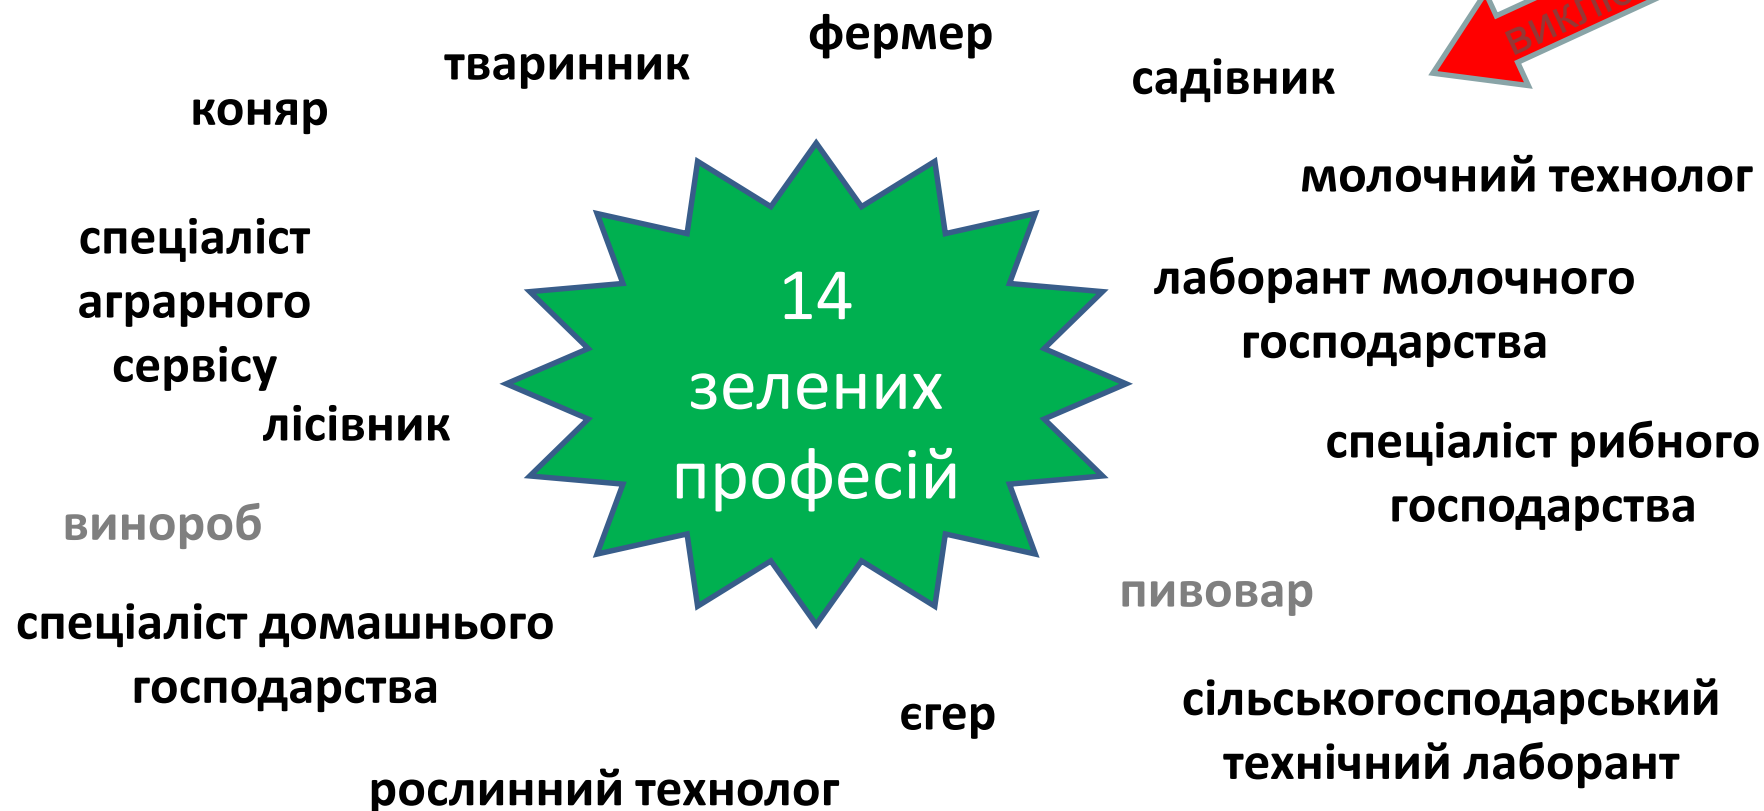 фермер
тваринник
садівник
коняр
молочний технолог
спеціаліст
аграрного
сервісу
14
зелених
професій
лаборант молочного
господарства
лісівник
спеціаліст рибного
господарства
винороб
пивовар
спеціаліст домашнього
господарства
єгер
сільськогосподарський
технічний лаборант
рослинний технолог